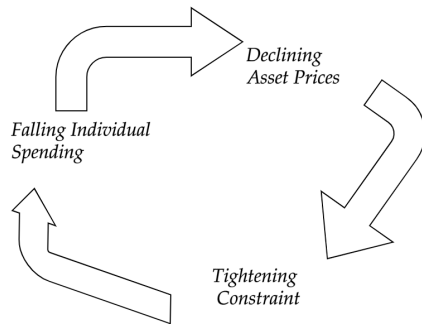 Declining
Asset Prices
Falling Individual
Spending
Tightening
Constraint